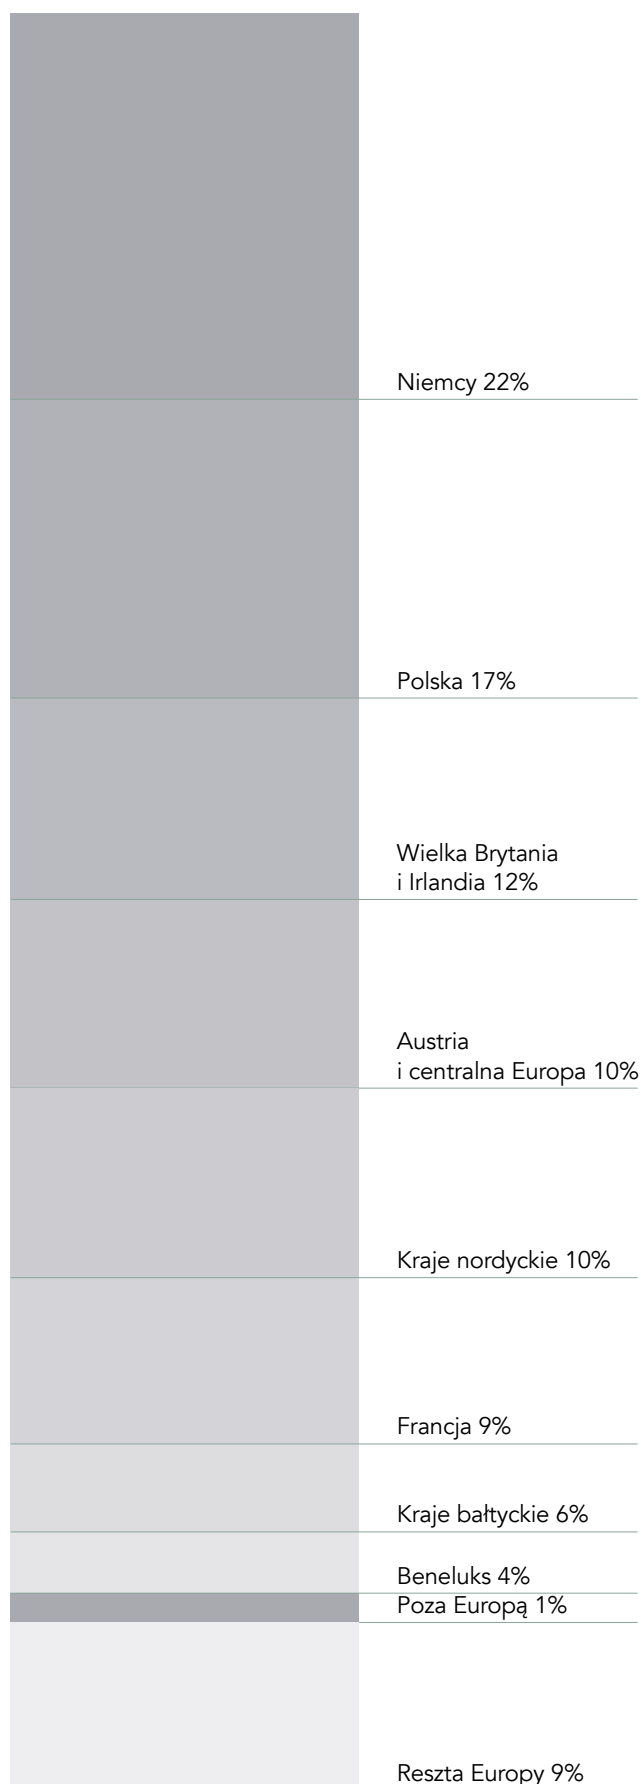 Niemcy 22%
Polska 17%
Wielka Brytania
i Irlandia 12%
Austria
i centralna Europa 10%
Kraje nordyckie 10%
Francja 9%
Kraje bałtyckie 6%
Beneluks 4%
Poza Europą 1%
Reszta Europy 9%